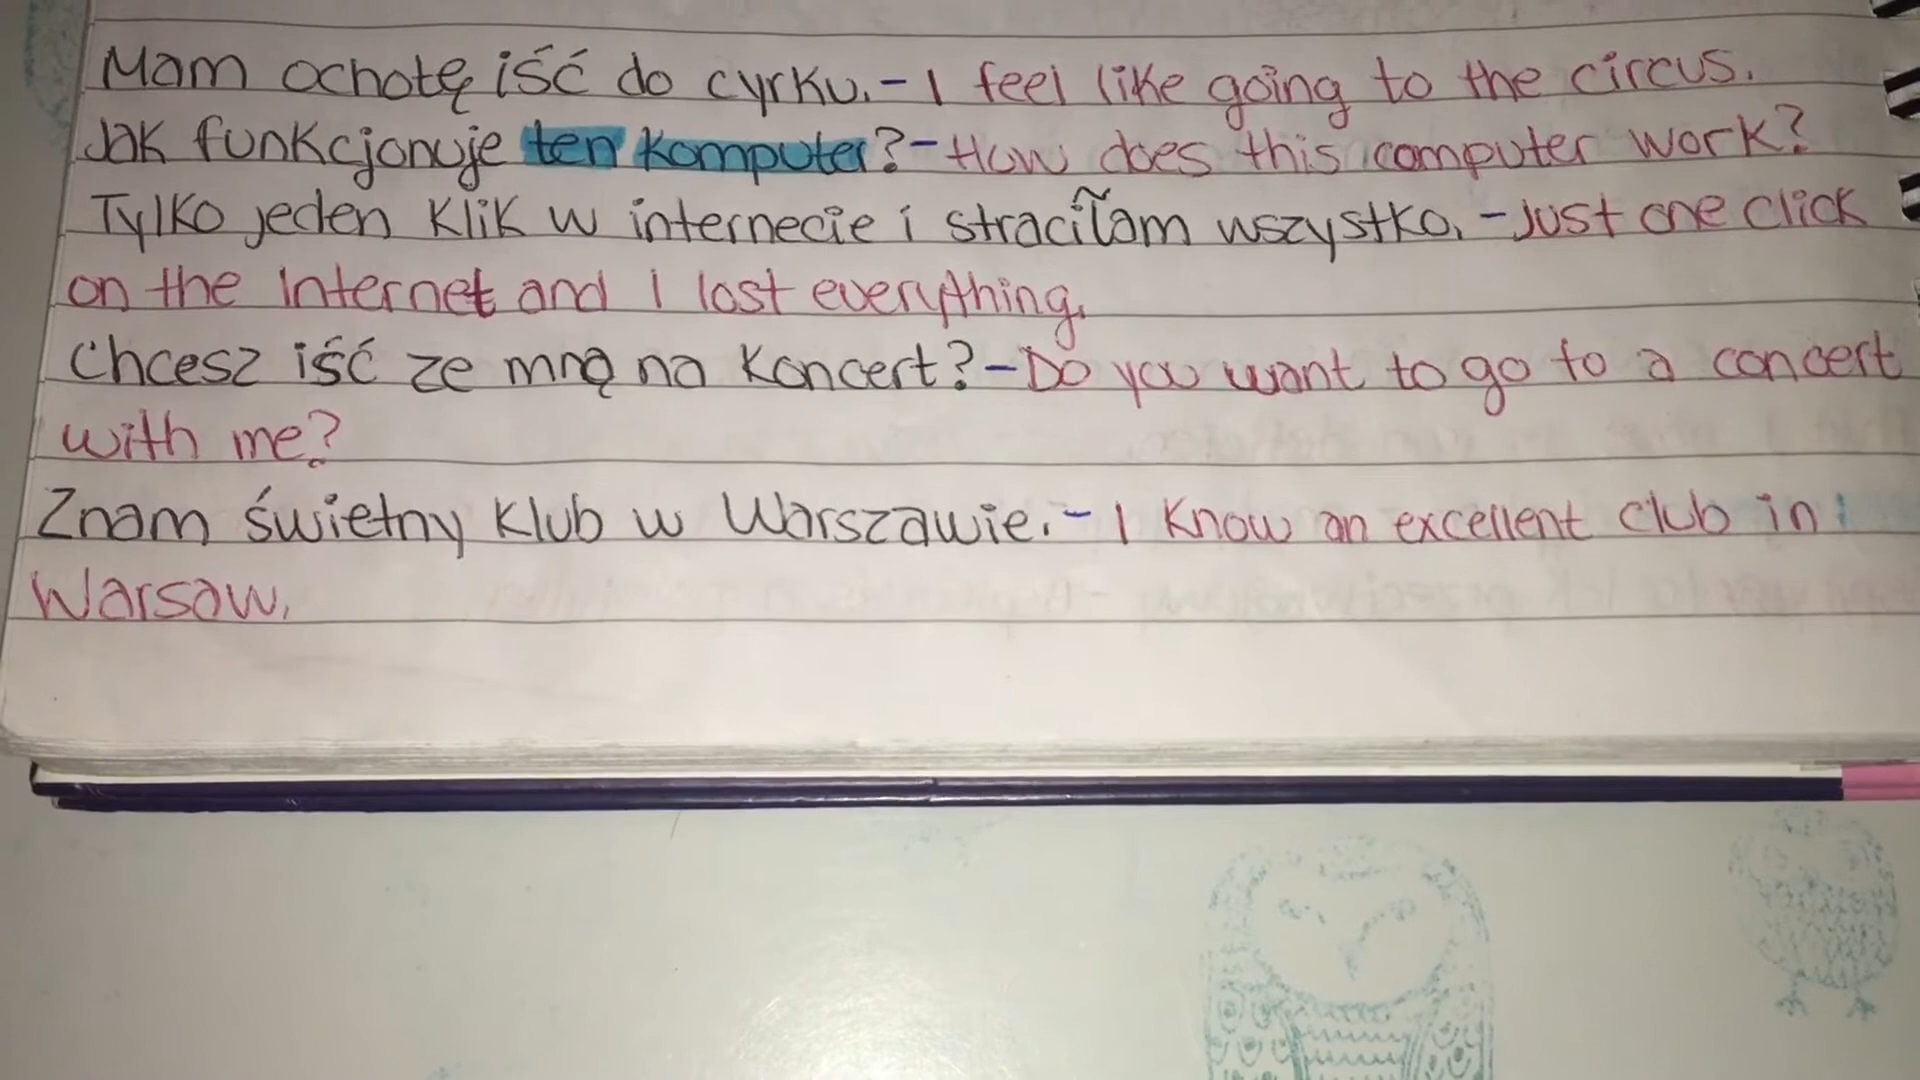 Mam ochotę iść do cyrku. - I feel like going to the circus.
Jak funkcjonuje ten komputer? - How does this computer work?
Tylko jeden klik w internecie i straciłam wszystko. - Just one click
on the Internet and I lost everything.
Chcesz iść ze mną na koncert? - Do you want to go to a concert
with me?
Znam świetny klub w Warszawie. - I know an excellent club in
Warsaw.